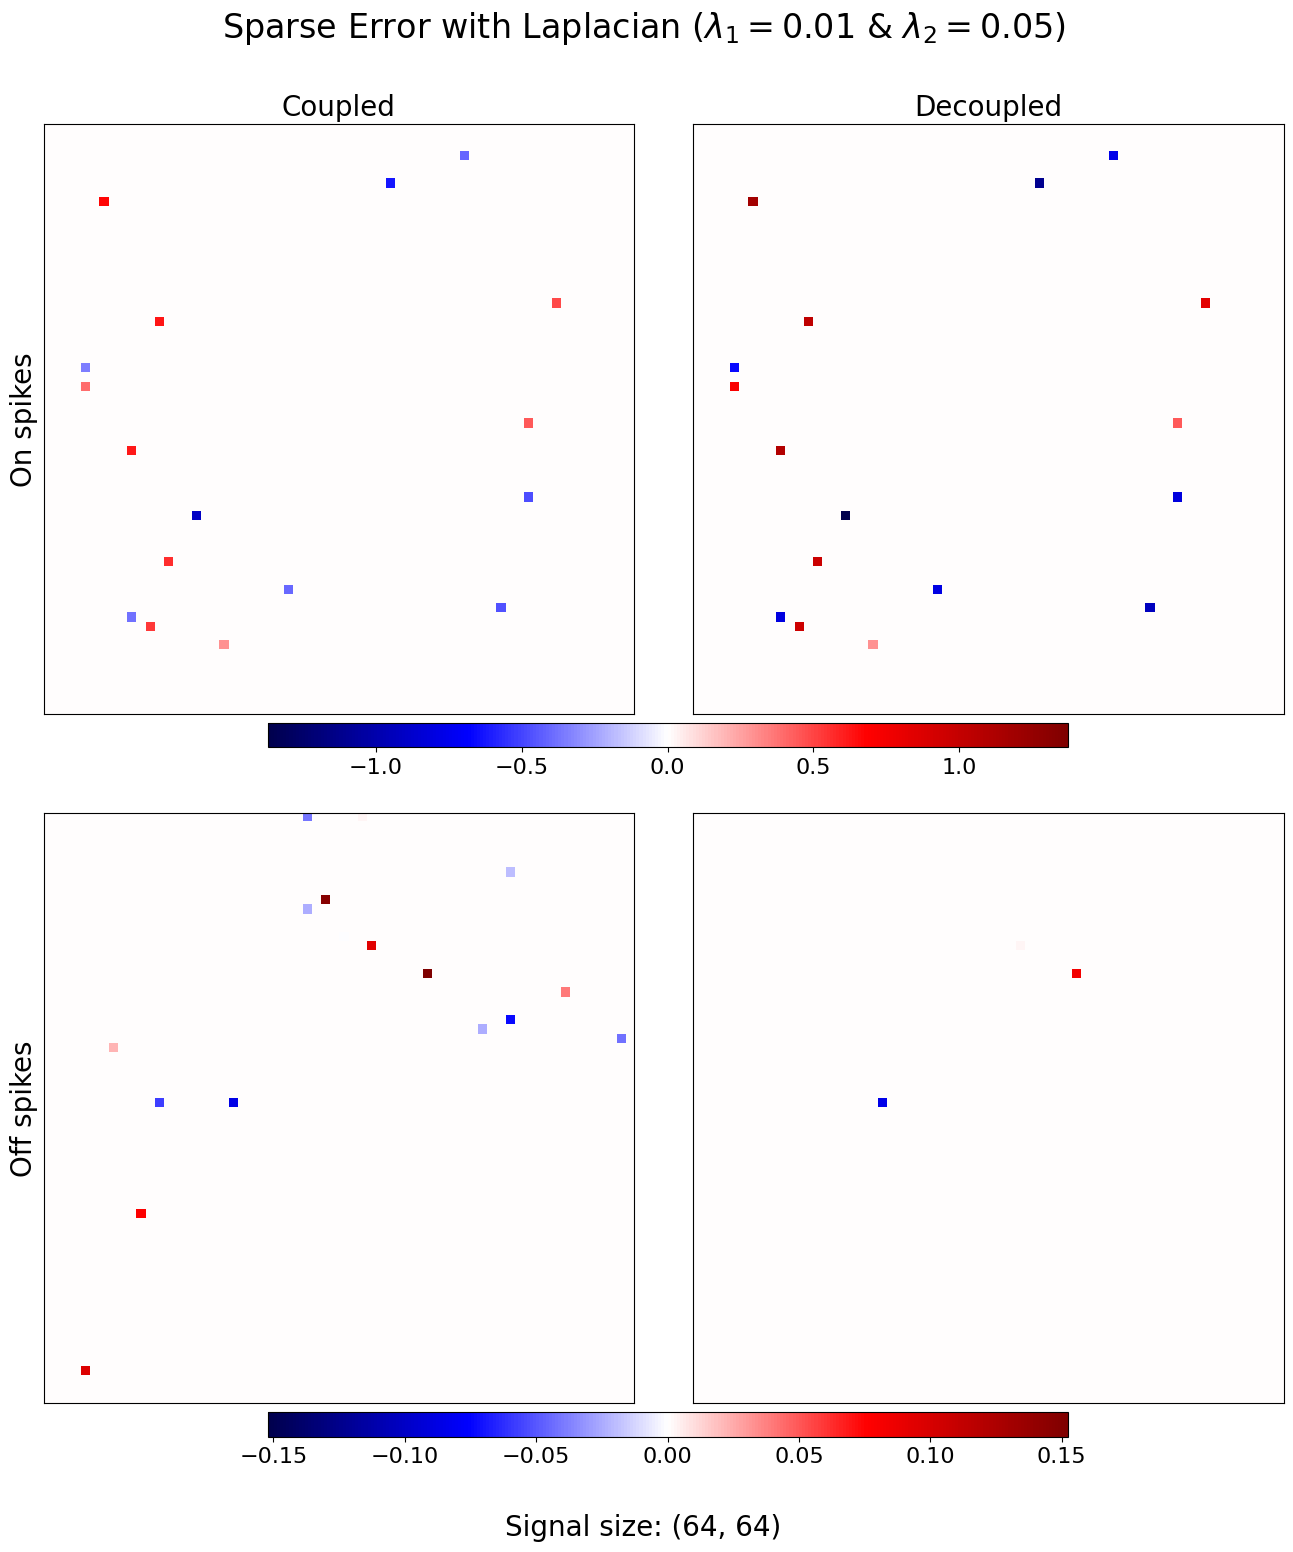 Sparse Error with Laplacian (λ₁ = 0.01 & λ₂ = 0.05)
Coupled
Decoupled
On spikes
−1.0 −0.5 0.0 0.5 1.0
Off spikes
−0.15 −0.10 −0.05 0.00 0.05 0.10 0.15
Signal size: (64, 64)